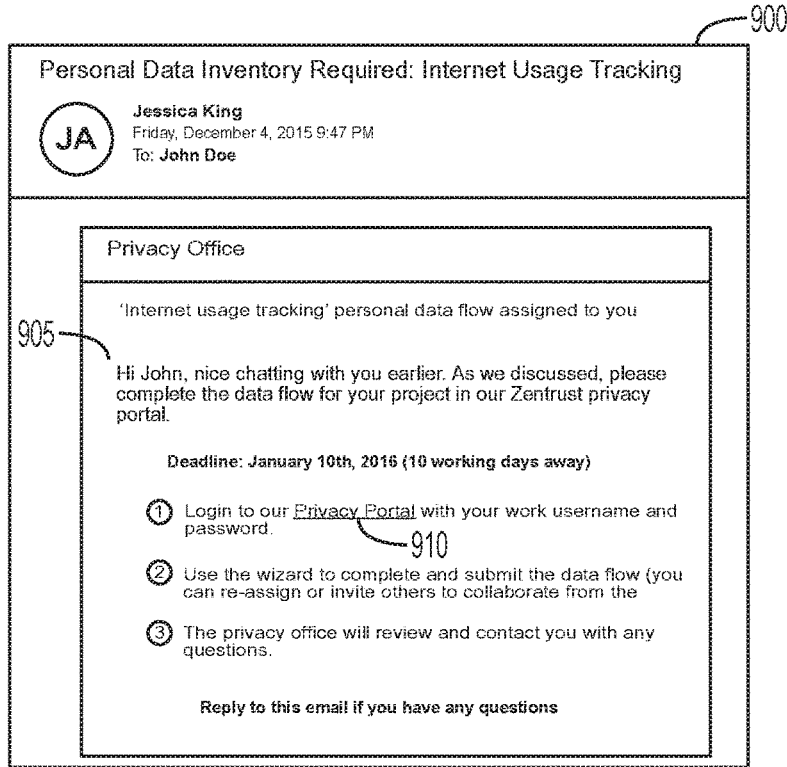 900
Personal Data Inventory Required: Internet Usage Tracking
JA
Jessica King
Friday, December 4, 2015 9:47 PM
To: John Doe
Privacy Office
'Internet usage tracking' personal data flow assigned to you
905
Hi John, nice chatting with you earlier. As we discussed, please
complete the data flow for your project in our Zentrust privacy
portal.
Deadline: January 10th, 2016 (10 working days away)
1 Login to our Privacy Portal with your work username and
password.
910
2 Use the wizard to complete and submit the data flow (you
can re-assign or invite others to collaborate from the
3 The privacy office will review and contact you with any
questions.
Reply to this email if you have any questions